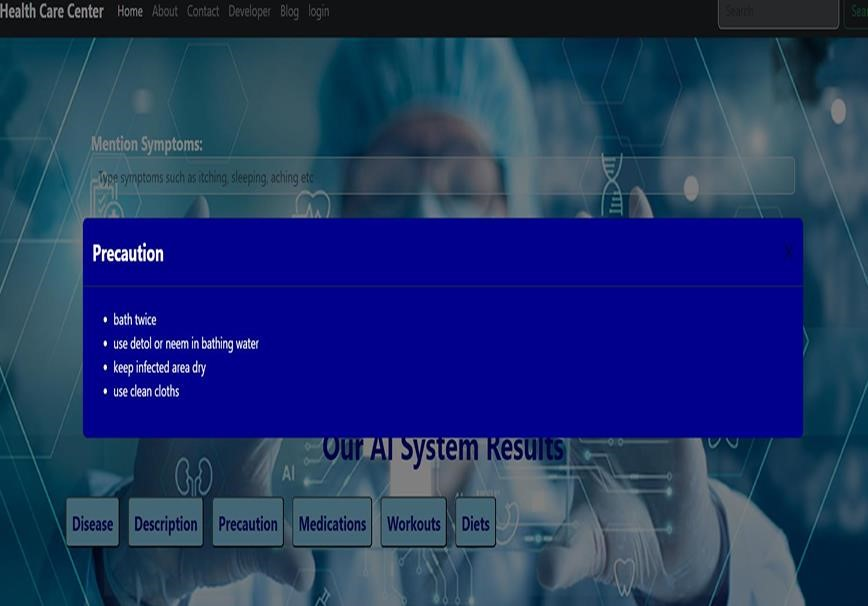 Health Care Center Home About Contact Developer Blog login Search
Mention Symptoms:
Type symptoms such as itching, sleeping, aching etc
Precaution X
• bath twice
• use detol or neem in bathing water
• keep infected area dry
• use clean cloths
Our AI System Results
AI
Disease Description Precaution Medications Workouts Diets